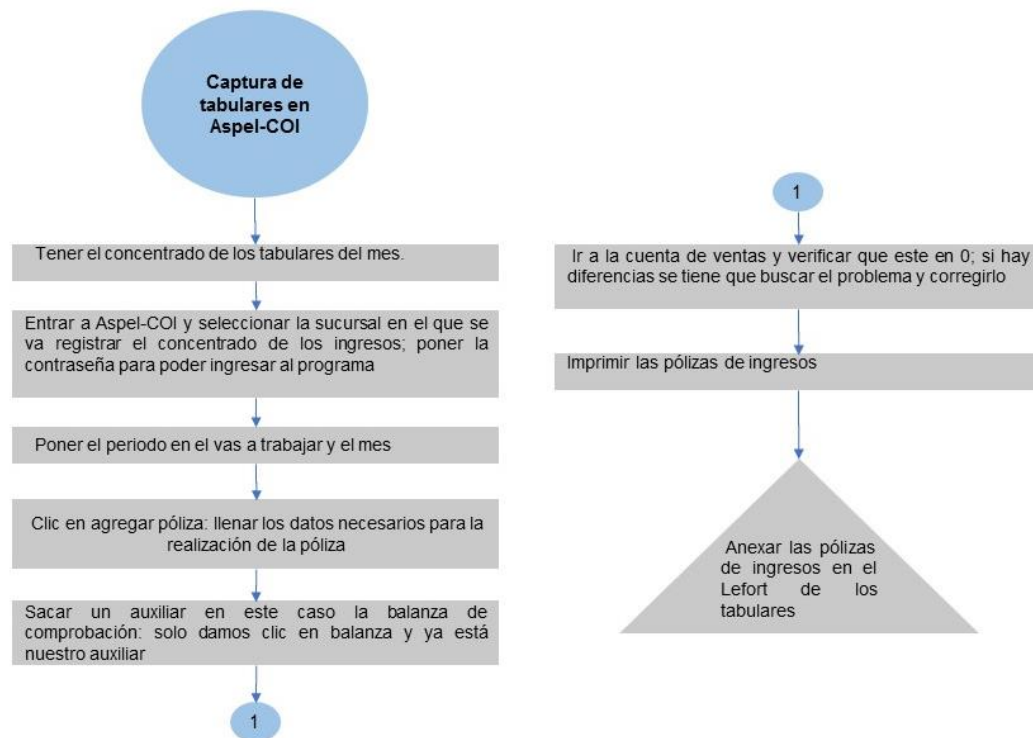 Captura de
tabulares en
Aspel-COI
Tener el concentrado de los tabulares del mes.
Entrar a Aspel-COI y seleccionar la sucursal en el que se
va registrar el concentrado de los ingresos; poner la
contraseña para poder ingresar al programa
Poner el periodo en el vas a trabajar y el mes
Clic en agregar póliza: llenar los datos necesarios para la
realización de la póliza
Sacar un auxiliar en este caso la balanza de
comprobación: solo damos clic en balanza y ya está
nuestro auxiliar
1
1
Ir a la cuenta de ventas y verificar que este en 0; si hay
diferencias se tiene que buscar el problema y corregirlo
Imprimir las pólizas de ingresos
Anexar las pólizas
de ingresos en el
Lefort de los
tabulares